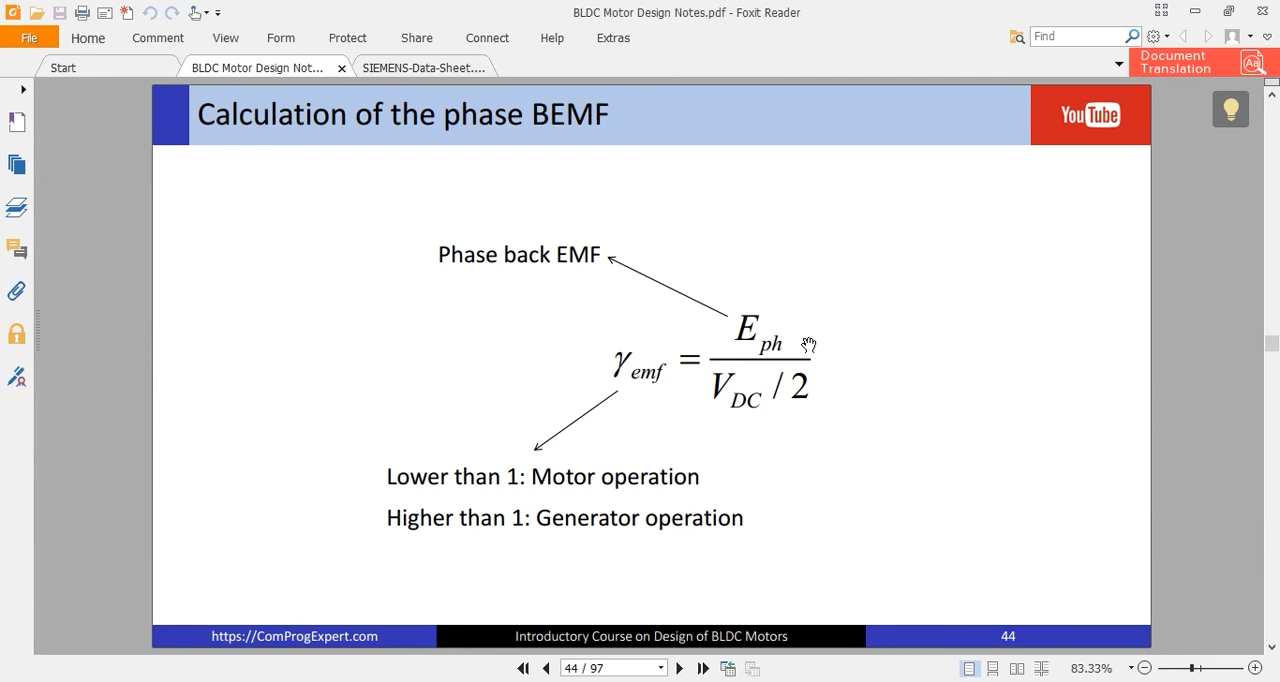 BLDC Motor Design Notes.pdf - Foxit Reader
File Home Comment View Form Protect Share Connect Help Extras Find
Start BLDC Motor Design Not... SIEMENS-Data-Sheet.... Document
Translation
Calculation of the phase BEMF YouTube
Phase back EMF
γemf = Eph / (VDC / 2)
Lower than 1: Motor operation
Higher than 1: Generator operation
https://ComProgExpert.com Introductory Course on Design of BLDC Motors 44
44 / 97 83.33%